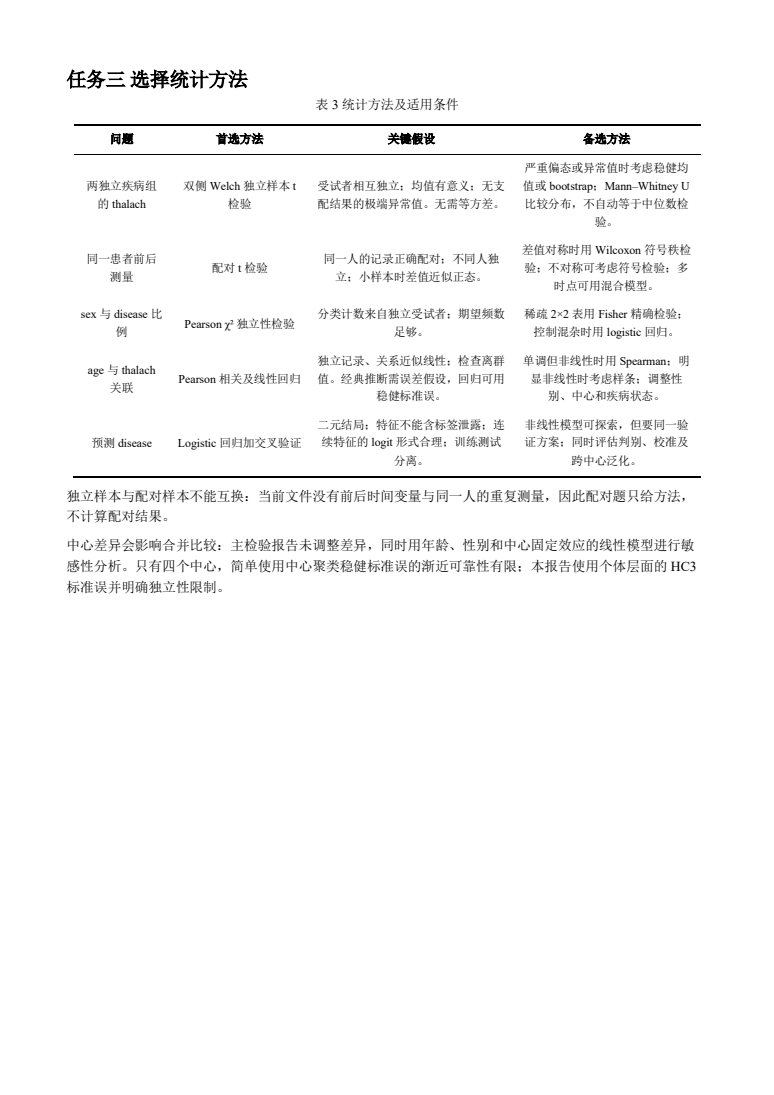 任务三 选择统计方法
表 3 统计方法及适用条件
问题 首选方法 关键假设 备选方法
两独立疾病组
的 thalach
双侧 Welch 独立样本 t
检验
受试者相互独立；均值有意义；无支
配结果的极端异常值。无需等方差。
严重偏态或异常值时考虑稳健均
值或 bootstrap；Mann–Whitney U
比较分布，不自动等于中位数检
验。
同一患者前后
测量
配对 t 检验
同一人的记录正确配对；不同人独
立；小样本时差值近似正态。
差值对称时用 Wilcoxon 符号秩检
验；不对称可考虑符号检验；多
时点可用混合模型。
sex 与 disease 比
例
Pearson χ² 独立性检验
分类计数来自独立受试者；期望频数
足够。
稀疏 2×2 表用 Fisher 精确检验；
控制混杂时用 logistic 回归。
age 与 thalach
关联
Pearson 相关及线性回归
独立记录、关系近似线性；检查离群
值。经典推断需误差假设，回归可用
稳健标准误。
单调但非线性时用 Spearman；明
显非线性时考虑样条；调整性
别、中心和疾病状态。
预测 disease
Logistic 回归加交叉验证
二元结局；特征不能含标签泄露；连
续特征的 logit 形式合理；训练测试
分离。
非线性模型可探索，但要同一验
证方案；同时评估判别、校准及
跨中心泛化。
独立样本与配对样本不能互换：当前文件没有前后时间变量与同一人的重复测量，因此配对题只给方法，
不计算配对结果。
中心差异会影响合并比较：主检验报告未调整差异，同时用年龄、性别和中心固定效应的线性模型进行敏
感性分析。只有四个中心，简单使用中心聚类稳健标准误的渐近可靠性有限；本报告使用个体层面的 HC3
标准误并明确独立性限制。